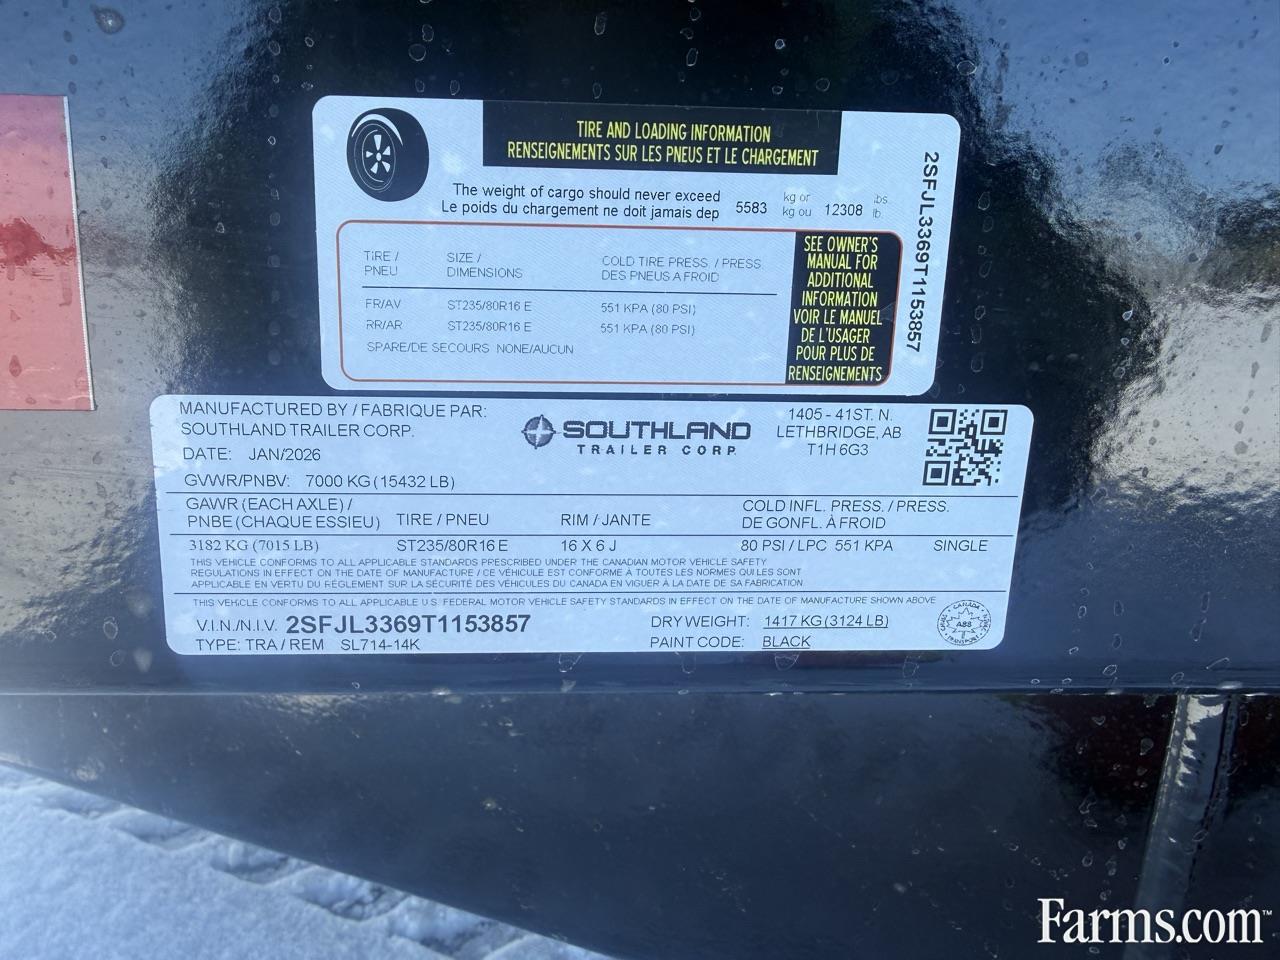 TIRE AND LOADING INFORMATION
RENSEIGNEMENTS SUR LES PNEUS ET LE CHARGEMENT
The weight of cargo should never exceed
Le poids du chargement ne doit jamais dep
5583 kg or kg ou 12308 lbs lb.
TIRE / PNEU SIZE / DIMENSIONS COLD TIRE PRESS. / PRESS. DES PNEUS A FROID
FR/AV ST235/80R16 E 551 KPA (80 PSI)
RR/AR ST235/80R16 E 551 KPA (80 PSI)
SPARE/DE SECOURS NONE/AUCUN
SEE OWNER'S
MANUAL FOR
ADDITIONAL
INFORMATION
VOIR LE MANUEL
DE L'USAGER
POUR PLUS DE
RENSEIGNEMENTS
2SFJL3369T1153857
MANUFACTURED BY / FABRIQUE PAR:
SOUTHLAND TRAILER CORP.
DATE: JAN/2026
GVWR/PNBV: 7000 KG (15432 LB)
SOUTHLAND
TRAILER CORP.
1405 - 41ST. N.
LETHBRIDGE, AB
T1H 6G3
GAWR (EACH AXLE) /
PNBE (CHAQUE ESSIEU) TIRE / PNEU RIM / JANTE COLD INFL. PRESS. / PRESS.
DE GONFL. À FROID
3182 KG (7015 LB) ST235/80R16 E 16 X 6 J 80 PSI / LPC 551 KPA SINGLE
THIS VEHICLE CONFORMS TO ALL APPLICABLE STANDARDS PRESCRIBED UNDER THE CANADIAN MOTOR VEHICLE SAFETY
REGULATIONS IN EFFECT ON THE DATE OF MANUFACTURE / CE VÉHICULE EST CONFORME À TOUTES LES NORMES QUI LES SONT
APPLICABLE EN VERTU DU RÉGLEMENT SUR LA SÉCURITÉ DES VÉHICULES DU CANADA EN VIGUER À LA DATE DE SA FABRICATION
THIS VEHICLE CONFORMS TO ALL APPLICABLE U.S. FEDERAL MOTOR VEHICLE SAFETY STANDARDS IN EFFECT ON THE DATE OF MANUFACTURE SHOWN ABOVE
V.I.N./N.I.V. 2SFJL3369T1153857 DRY WEIGHT: 1417 KG (3124 LB)
TYPE: TRA / REM SL714-14K PAINT CODE: BLACK
CANADA
A88
TRANSPORT
Farms.com™